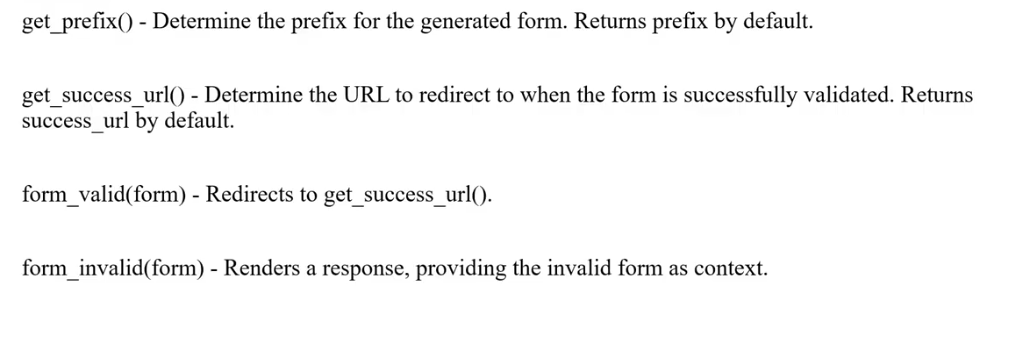 get_prefix() - Determine the prefix for the generated form. Returns prefix by default.
get_success_url() - Determine the URL to redirect to when the form is successfully validated. Returns
success_url by default.
form_valid(form) - Redirects to get_success_url().
form_invalid(form) - Renders a response, providing the invalid form as context.